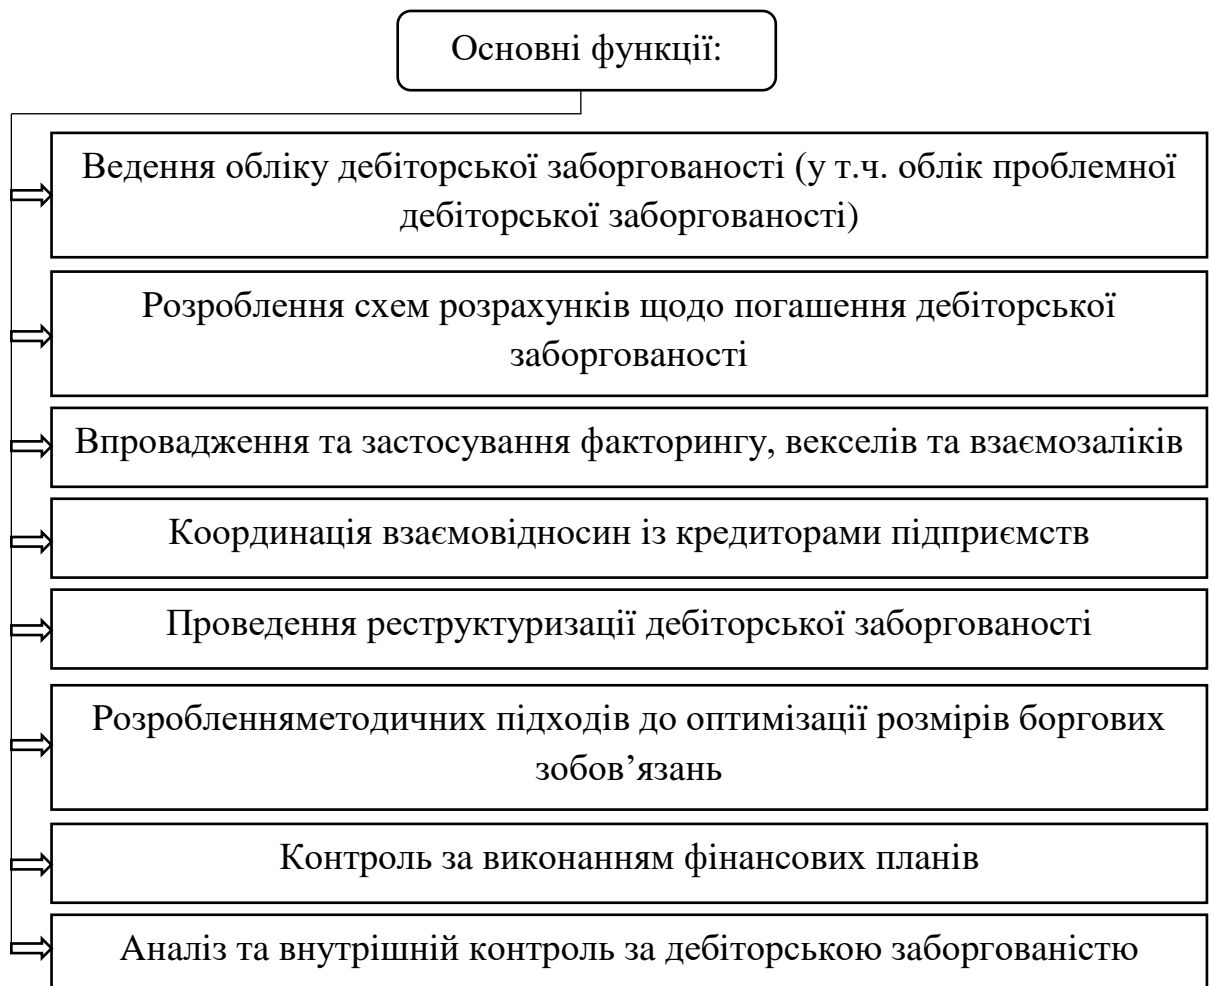 Основні функції:
Ведення обліку дебіторської заборгованості (у т.ч. облік проблемної
дебіторської заборгованості)
Розроблення схем розрахунків щодо погашення дебіторської
заборгованості
Впровадження та застосування факторингу, векселів та взаємозаліків
Координація взаємовідносин із кредиторами підприємств
Проведення реструктуризації дебіторської заборгованості
Розробленняметодичних підходів до оптимізації розмірів боргових
зобов’язань
Контроль за виконанням фінансових планів
Аналіз та внутрішній контроль за дебіторською заборгованістю